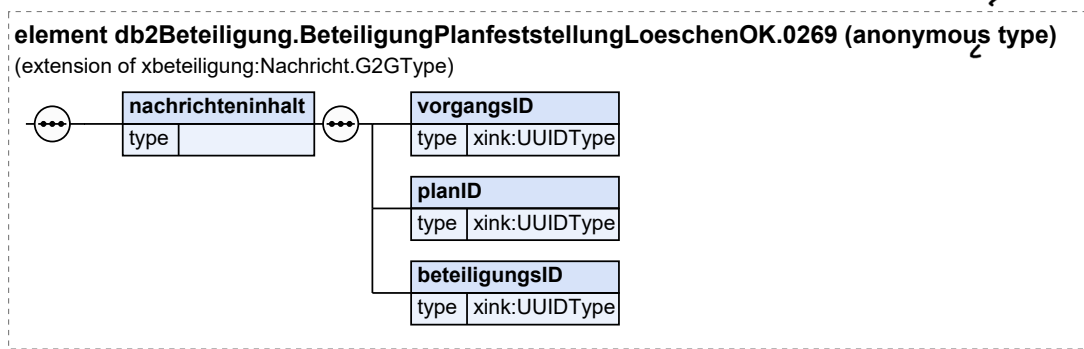 element db2Beteiligung.BeteiligungPlanfeststellungLoeschenOK.0269 (anonymous type)
(extension of xbeteiligung:Nachricht.G2GType)
nachrichteninhalt
type
vorgangsID
type xink:UUIDType
planID
type xink:UUIDType
beteiligungsID
type xink:UUIDType